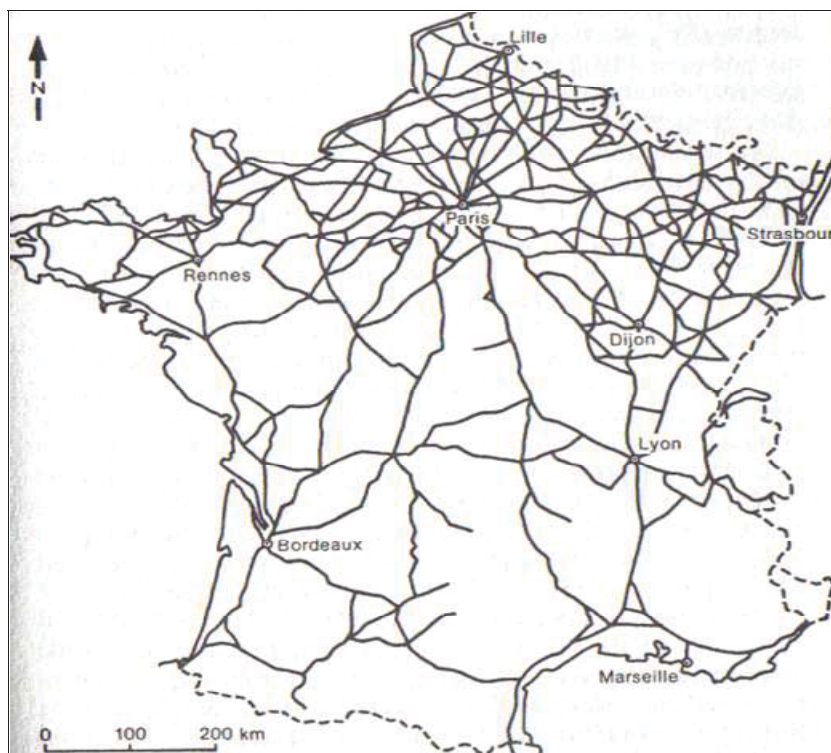 Lille
N
Paris
Strasbour
Rennes
Dijon
Lyon
Bordeaux
Marseille
0 100 200 km